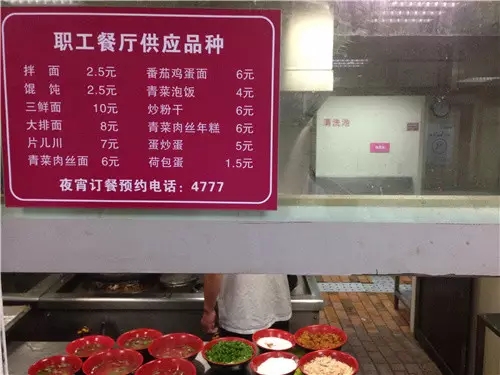 职工餐厅供应品种
拌面 2.5元 番茄鸡蛋面 6元
馄饨 2.5元 青菜泡饭 4元
三鲜面 10元 炒粉干 6元
大排面 8元 青菜肉丝年糕 6元
片儿川 7元 蛋炒蛋 5元
青菜肉丝面 6元 荷包蛋 1.5元
夜宵订餐预约电话：4777
清洗池